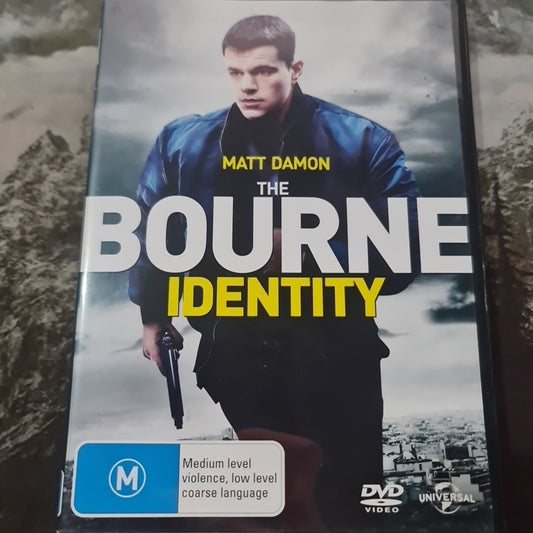 MATT DAMON
THE
BOURNE
IDENTITY
M
Medium level
violence, low level
coarse language
DVD
VIDEO
UNIVERSAL